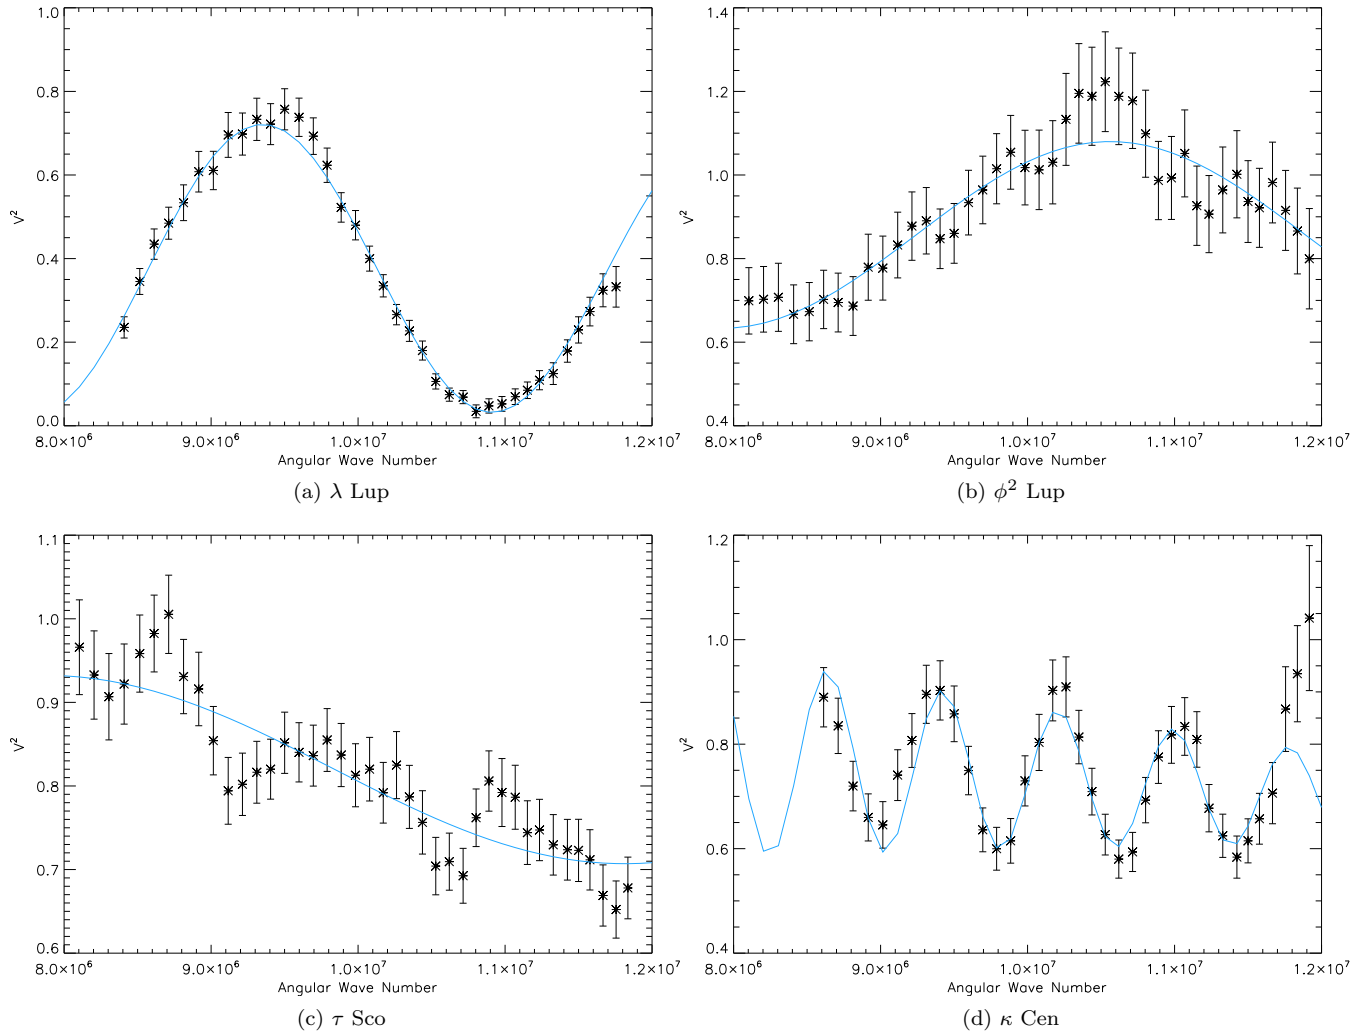 1.0
0.8
0.6
0.4
0.2
0.0
V²
8.0×10⁶ 9.0×10⁶ 1.0×10⁷ 1.1×10⁷ 1.2×10⁷
Angular Wave Number
(a) λ Lup
1.4
1.2
1.0
0.8
0.6
0.4
V²
8.0×10⁶ 9.0×10⁶ 1.0×10⁷ 1.1×10⁷ 1.2×10⁷
Angular Wave Number
(b) ϕ² Lup
1.1
1.0
0.9
0.8
0.7
0.6
V²
8.0×10⁶ 9.0×10⁶ 1.0×10⁷ 1.1×10⁷ 1.2×10⁷
Angular Wave Number
(c) τ Sco
1.2
1.0
0.8
0.6
0.4
V²
8.0×10⁶ 9.0×10⁶ 1.0×10⁷ 1.1×10⁷ 1.2×10⁷
Angular Wave Number
(d) κ Cen